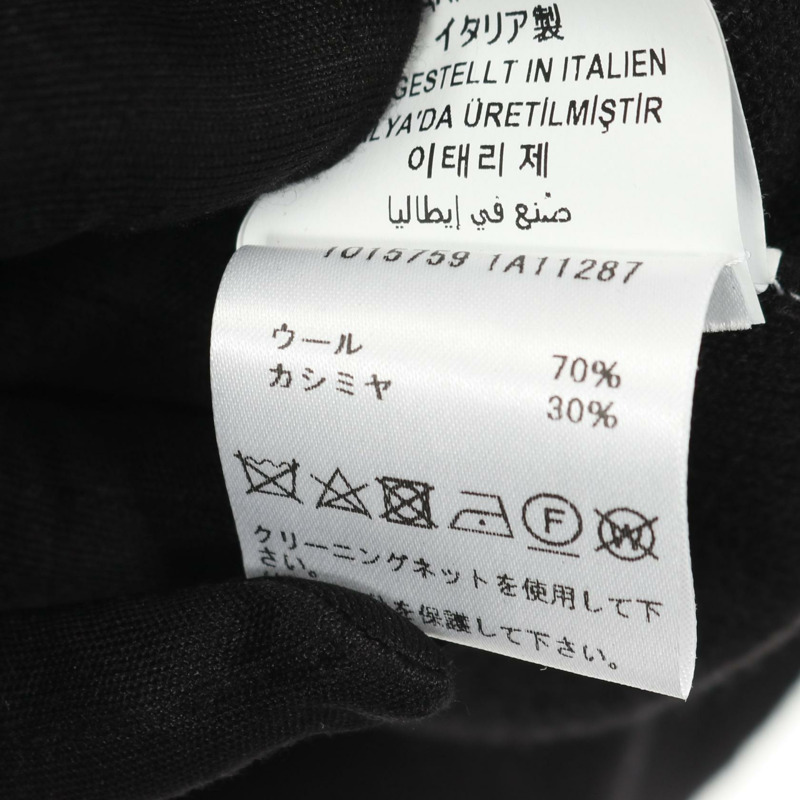 イタリア製
GESTELLT IN ITALIEN
LYA'DA ÜRETİLMİŞTİR
이태리 제
صُنع في إيطاليا
1015759 1A11287
ウール 70%
カシミヤ 30%
F W
クリーニングネットを使用して下
さい。
を保護して下さい。